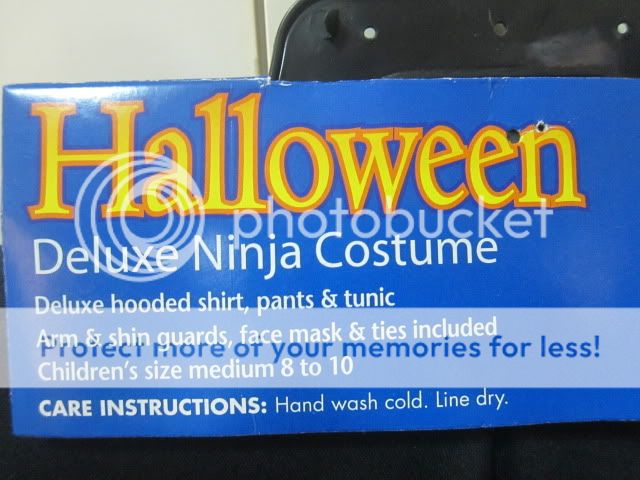 Halloween
photobucket
Deluxe Ninja Costume
Deluxe hooded shirt, pants & tunic
Arm & shin guards, face mask & ties included
Protect more of your memories for less!
Children's size medium 8 to 10
CARE INSTRUCTIONS: Hand wash cold. Line dry.